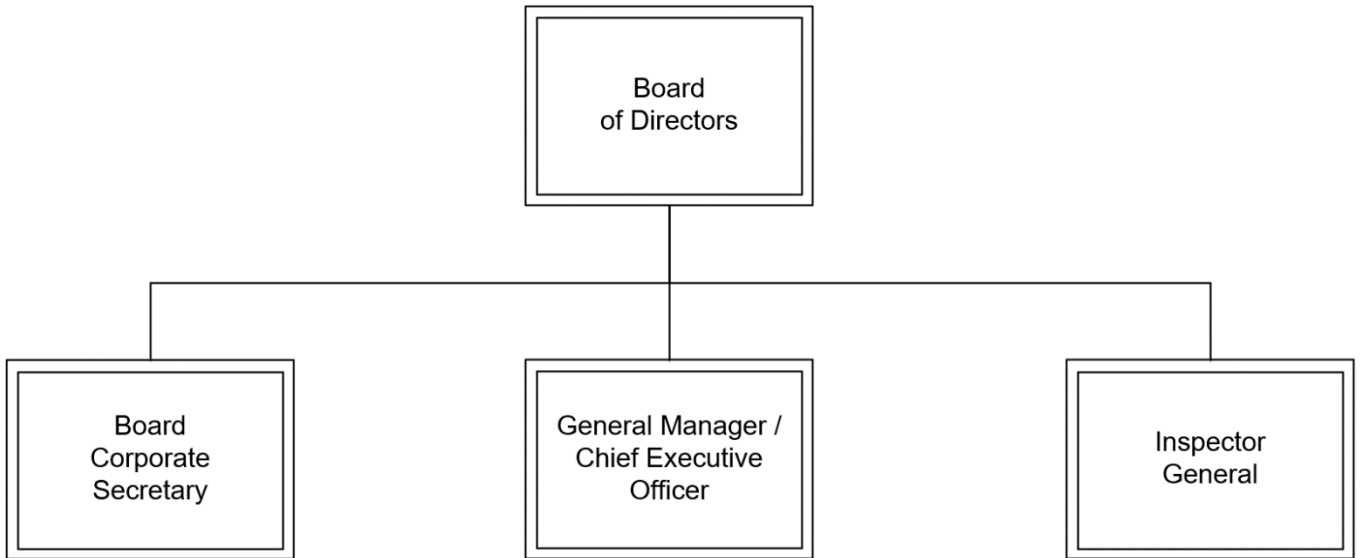 Board
of Directors
Board
Corporate
Secretary
General Manager /
Chief Executive
Officer
Inspector
General